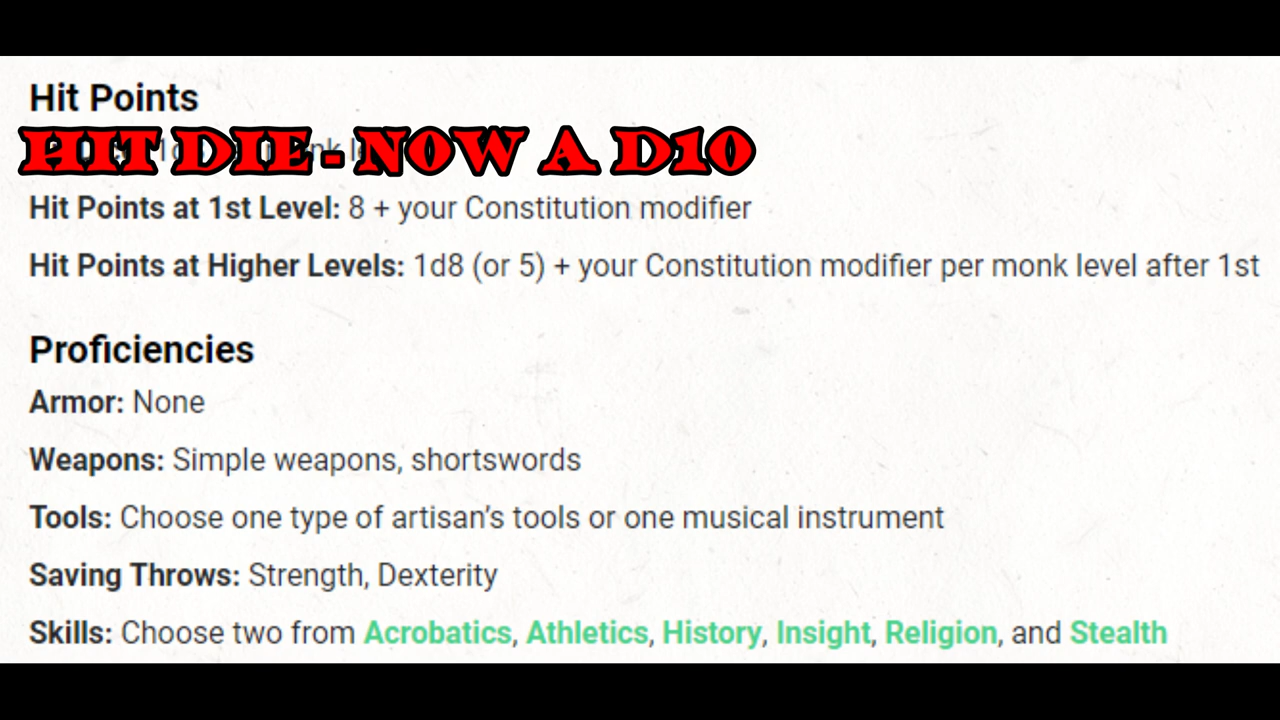 Hit Points
HIT DIE - NOW A D10
Hit Points at 1st Level: 8 + your Constitution modifier
Hit Points at Higher Levels: 1d8 (or 5) + your Constitution modifier per monk level after 1st
Proficiencies
Armor: None
Weapons: Simple weapons, shortswords
Tools: Choose one type of artisan’s tools or one musical instrument
Saving Throws: Strength, Dexterity
Skills: Choose two from Acrobatics, Athletics, History, Insight, Religion, and Stealth